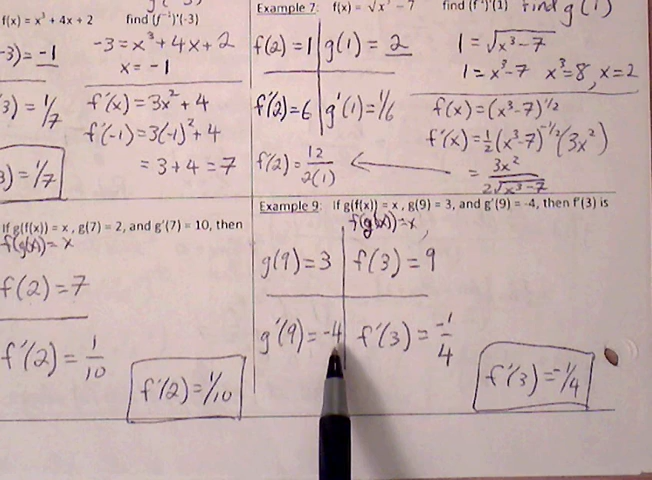 f(x) = x³ + 4x + 2 find (f⁻¹)'(-3)
-3) = -1
-3 = x³ + 4x + 2
x = -1
3) = 1/7
f'(x) = 3x² + 4
f'(-1) = 3(-1)² + 4
= 3 + 4 = 7
3) = 1/7
Example 7: f(x) = √x³ - 7 find (f⁻¹)'(1) Find g'(1)
f(2) = 1 g(1) = 2
1 = √x³-7
1 = x³-7 x³=8, x=2
f'(2) = 6 g'(1) = 1/6
f'(2) = 12/2(1)
f(x) = (x³-7)^1/2
f'(x) = 1/2(x³-7)^-1/2(3x²)
= 3x²/2√x³-7
If g(f(x)) = x , g(7) = 2, and g'(7) = 10, then
f(g(x)) = x
f(2) = 7
f'(2) = 1/10
f'(2) = 1/10
Example 9: If g(f(x)) = x , g(9) = 3, and g'(9) = -4, then f'(3) is
f(g(x)) = x ,
g(9) = 3 f(3) = 9
g'(9) = -4 f'(3) = -1/4
f'(3) = -1/4